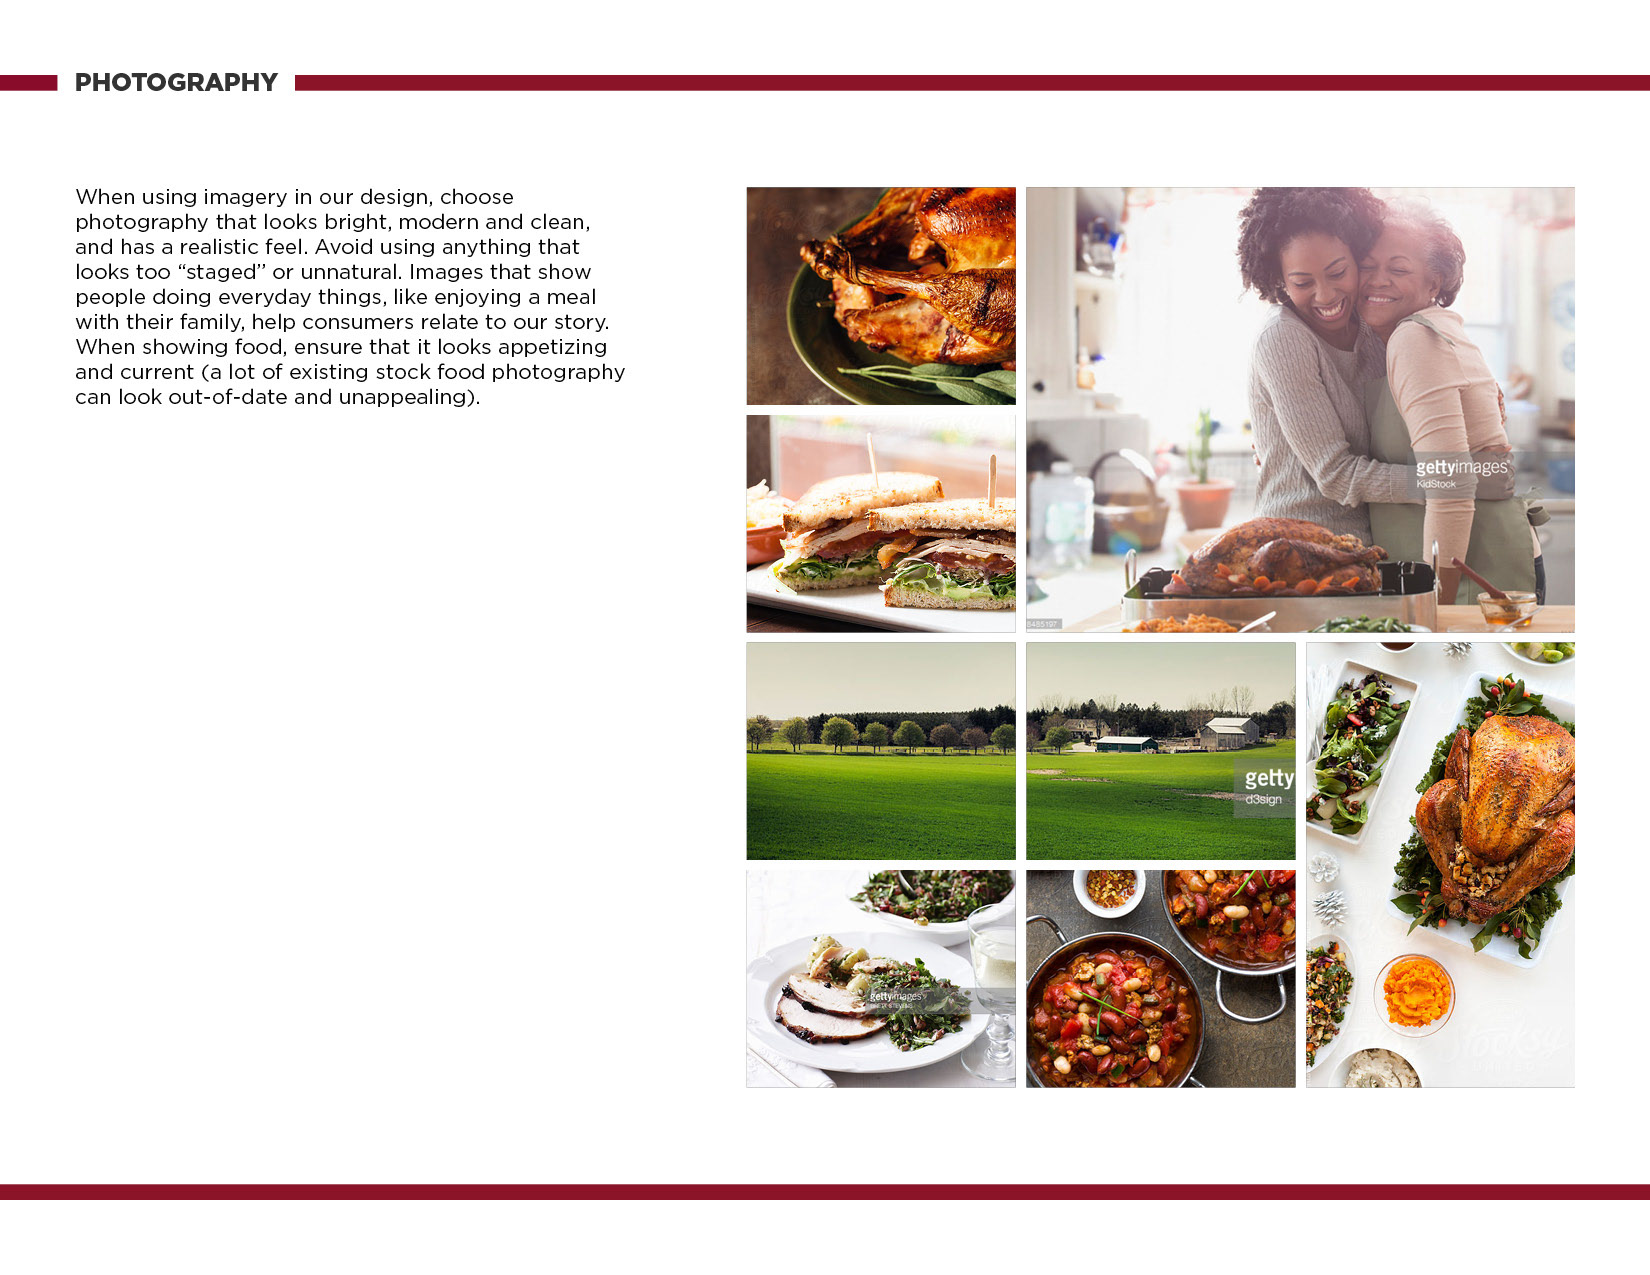 PHOTOGRAPHY
When using imagery in our design, choose
photography that looks bright, modern and clean,
and has a realistic feel. Avoid using anything that
looks too “staged” or unnatural. Images that show
people doing everyday things, like enjoying a meal
with their family, help consumers relate to our story.
When showing food, ensure that it looks appetizing
and current (a lot of existing stock food photography
can look out-of-date and unappealing).
gettyimages
KidStock
getty
d3sign
gettyimages
Stocksy
UNITED